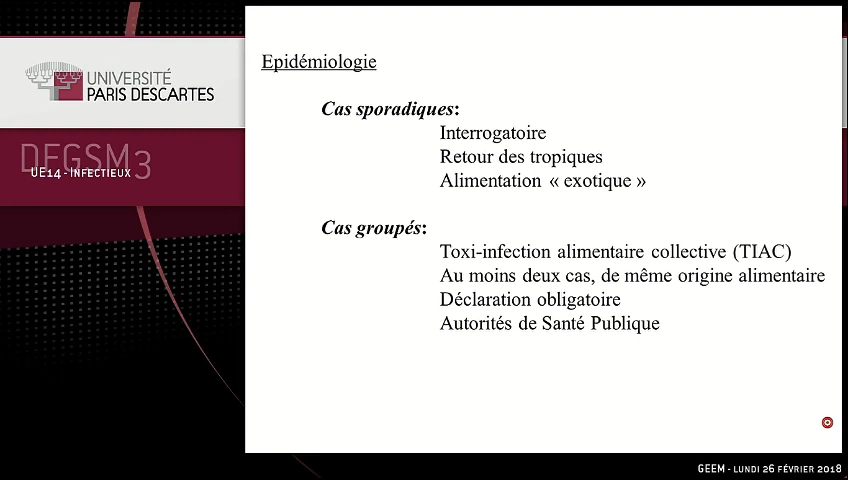 UNIVERSITÉ
PARIS DESCARTES
DFGSM3
UE14 - INFECTIEUX
Epidémiologie
Cas sporadiques:
Interrogatoire
Retour des tropiques
Alimentation « exotique »
Cas groupés:
Toxi-infection alimentaire collective (TIAC)
Au moins deux cas, de même origine alimentaire
Déclaration obligatoire
Autorités de Santé Publique
GEEM - LUNDI 26 FÉVRIER 2018